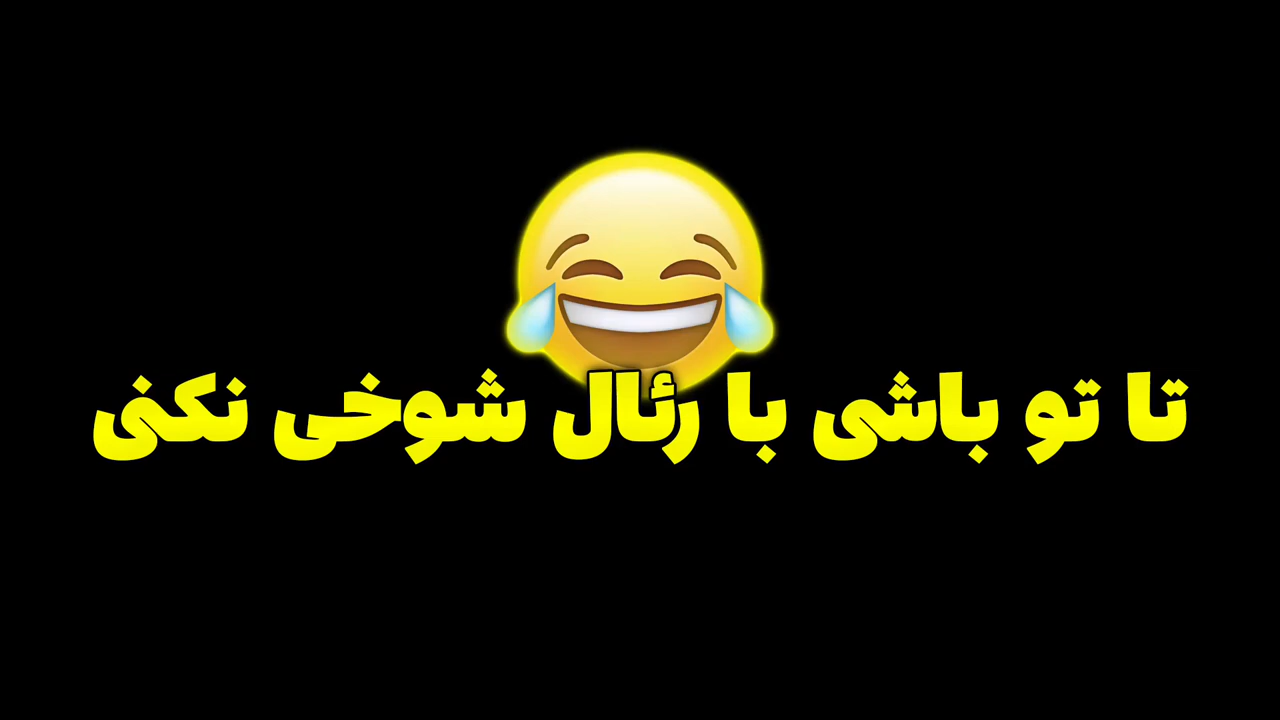 تا تو باشی با رئال شوخی نکنی